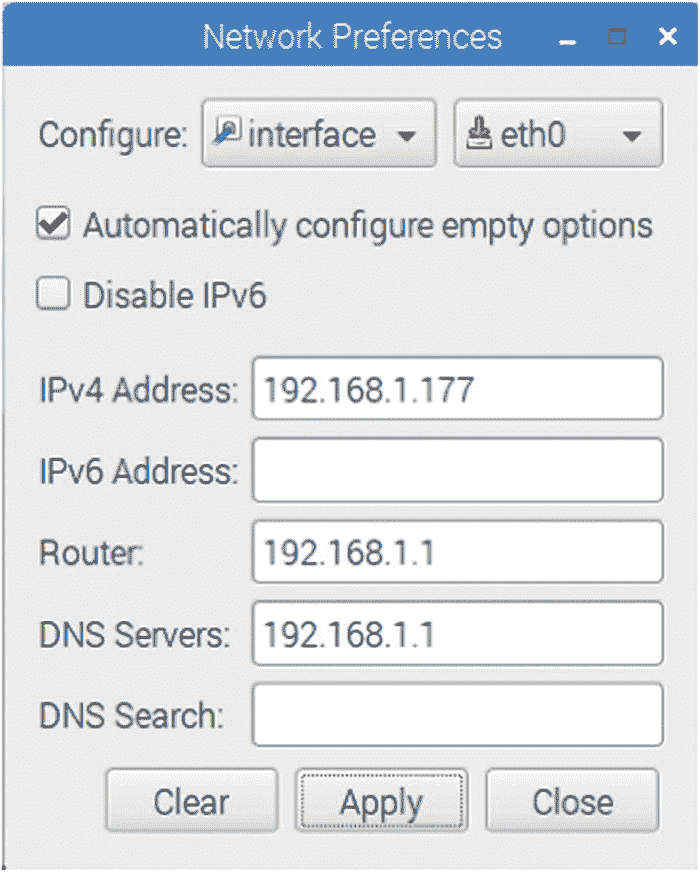 Network Preferences
Configure: interface eth0
Automatically configure empty options
Disable IPv6
IPv4 Address: 192.168.1.177
IPv6 Address:
Router: 192.168.1.1
DNS Servers: 192.168.1.1
DNS Search:
Clear Apply Close